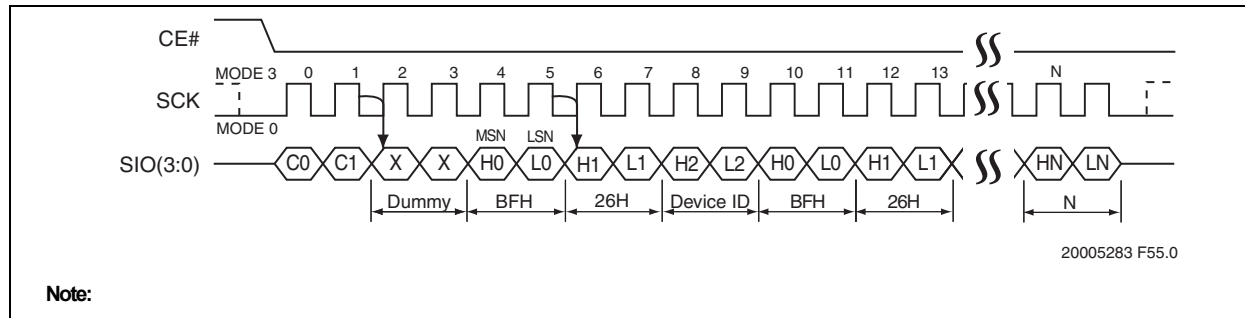 CE#
MODE 3 0 1 2 3 4 5 6 7 8 9 10 11 12 13 N
SCK
MODE 0
MSN LSN
SIO(3:0) C0 C1 X X H0 L0 H1 L1 H2 L2 H0 L0 H1 L1 HN LN
Dummy BFH 26H Device ID BFH 26H N
20005283 F55.0
Note: